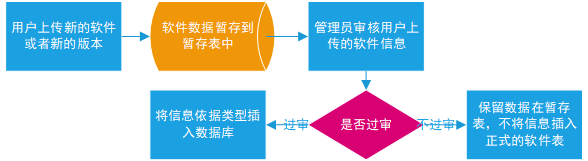 用户上传新的软件
或者新的版本
软件数据暂存到
暂存表中
管理员审核用户上
传的软件信息
将信息依据类型插
入数据库
过审
是否过审
不过审
保留数据在暂存
表，不将信息插入
正式的软件表